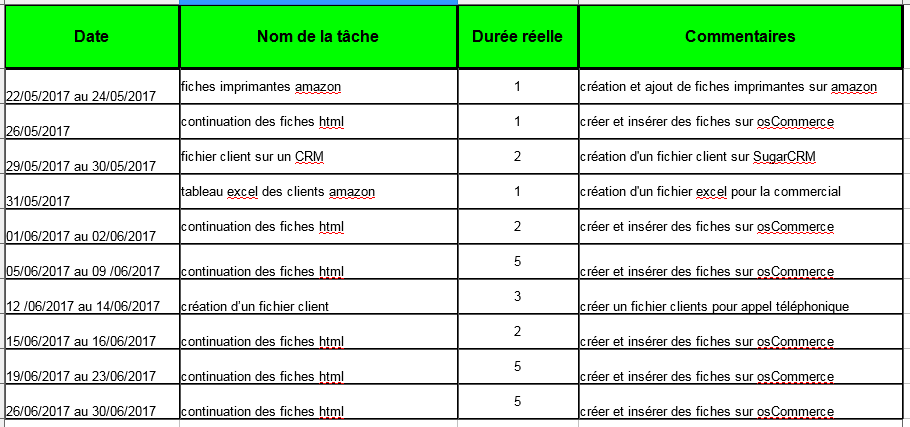 Date Nom de la tâche Durée réelle Commentaires
22/05/2017 au 24/05/2017 fiches imprimantes amazon 1 création et ajout de fiches imprimantes sur amazon
26/05/2017 continuation des fiches html 1 créer et insérer des fiches sur osCommerce
29/05/2017 au 30/05/2017 fichier client sur un CRM 2 création d'un fichier client sur SugarCRM
31/05/2017 tableau excel des clients amazon 1 création d'un fichier excel pour la commercial
01/06/2017 au 02/06/2017 continuation des fiches html 2 créer et insérer des fiches sur osCommerce
05/06/2017 au 09 /06/2017 continuation des fiches html 5 créer et insérer des fiches sur osCommerce
12 /06/2017 au 14/06/2017 création d'un fichier client 3 créer un fichier clients pour appel téléphonique
15/06/2017 au 16/06/2017 continuation des fiches html 2 créer et insérer des fiches sur osCommerce
19/06/2017 au 23/06/2017 continuation des fiches html 5 créer et insérer des fiches sur osCommerce
26/06/2017 au 30/06/2017 continuation des fiches html 5 créer et insérer des fiches sur osCommerce